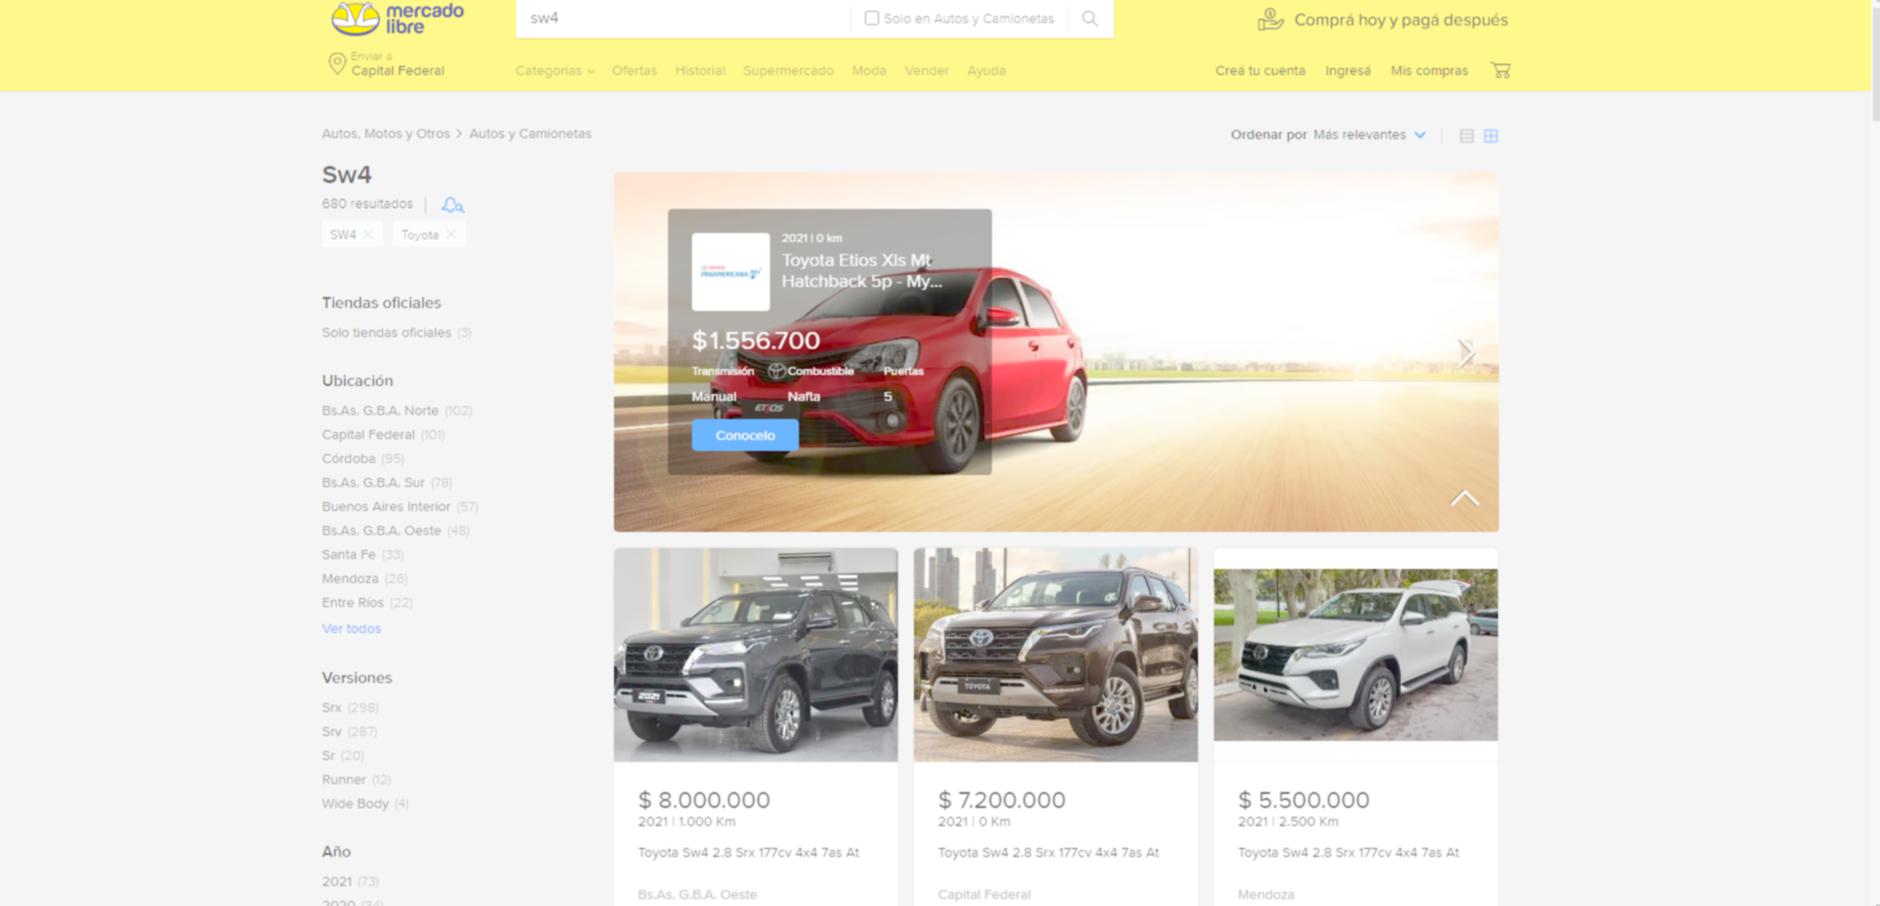 mercado
libre
sw4
Solo en Autos y Camionetas
Comprá hoy y pagá después
Enviar a
Capital Federal
Categorías
Ofertas
Historial
Supermercado
Moda
Vender
Ayuda
Creá tu cuenta
Ingresá
Mis compras
Autos, Motos y Otros > Autos y Camionetas
Ordenar por Más relevantes
Sw4
680 resultados
SW4
Toyota
Tiendas oficiales
Solo tiendas oficiales (3)
Ubicación
Bs.As. G.B.A. Norte (102)
Capital Federal (101)
Córdoba (95)
Bs.As. G.B.A. Sur (78)
Buenos Aires Interior (57)
Bs.As. G.B.A. Oeste (48)
Santa Fe (33)
Mendoza (26)
Entre Ríos (22)
Ver todos
Versiones
Srx (298)
Srv (287)
Sr (20)
Runner (12)
Wide Body (4)
Año
2021 (73)
2020 (34)
2021 | 0 km
Toyota Etios Xls Mt
Hatchback 5p - My...
PANAMERICANA
$1.556.700
Transmisión
Combustible
Puertas
Manual
Nafta
5
ETIOS
Conocelo
2021
TOYOTA
$ 8.000.000
2021 | 1.000 Km
Toyota Sw4 2.8 Srx 177cv 4x4 7as At
Bs.As. G.B.A. Oeste
$ 7.200.000
2021 | 0 Km
Toyota Sw4 2.8 Srx 177cv 4x4 7as At
Capital Federal
$ 5.500.000
2021 | 2.500 Km
Toyota Sw4 2.8 Srx 177cv 4x4 7as At
Mendoza